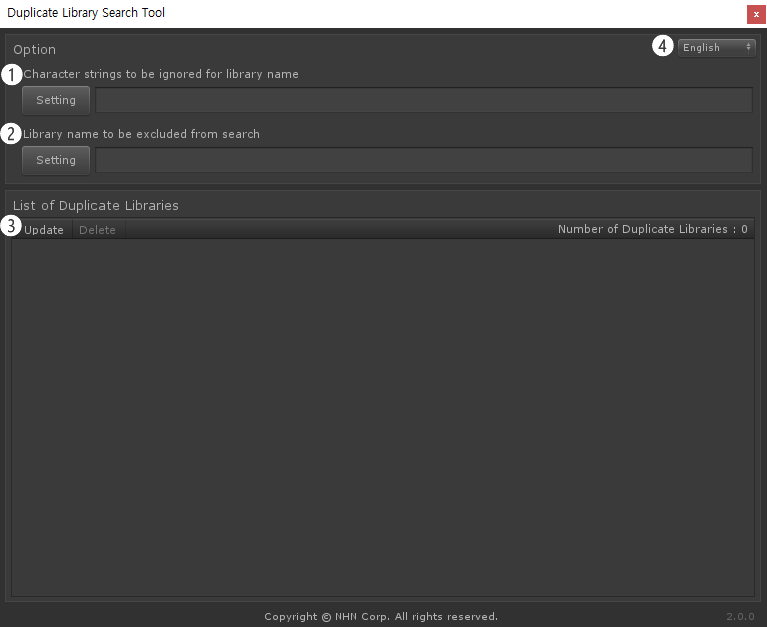 Duplicate Library Search Tool
x
Option
4 English
1 Character strings to be ignored for library name
Setting
2 Library name to be excluded from search
Setting
List of Duplicate Libraries
3 Update Delete Number of Duplicate Libraries : 0
Copyright © NHN Corp. All rights reserved. 2.0.0